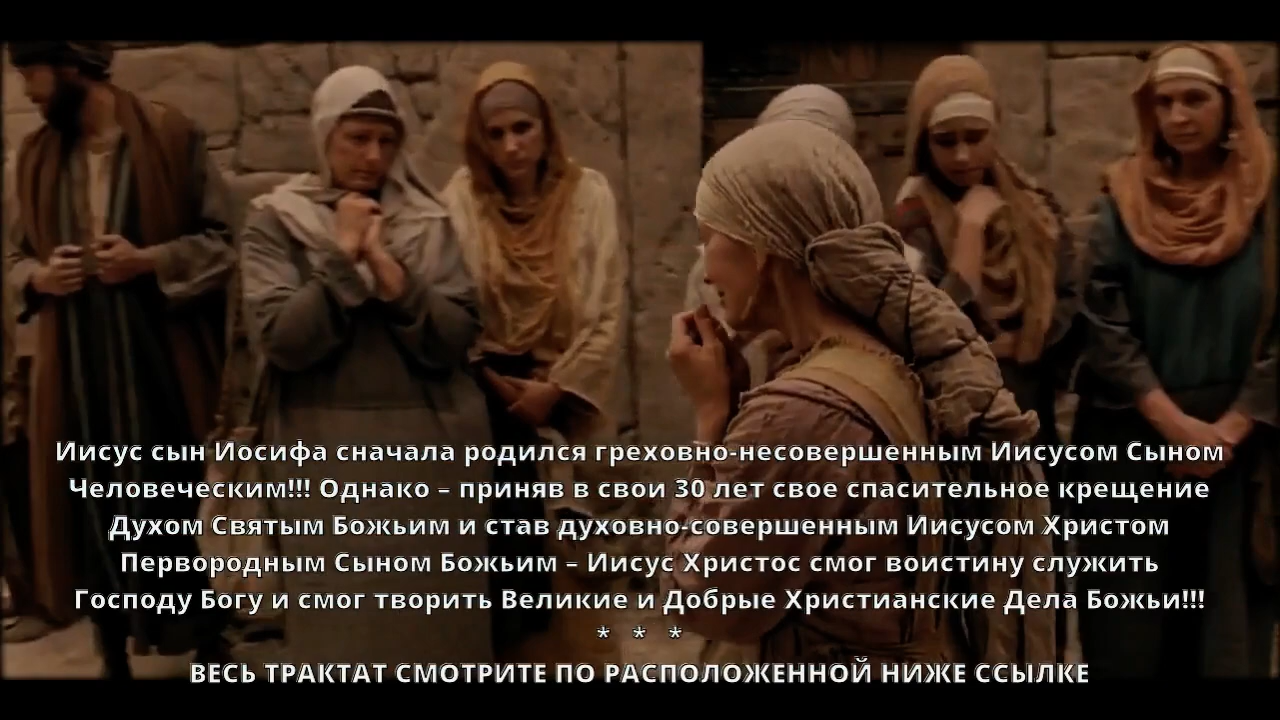 Иисус сын Иосифа сначала родился греховно-несовершенным Иисусом Сыном
Человеческим!!! Однако – приняв в свои 30 лет свое спасительное крещение
Духом Святым Божьим и став духовно-совершенным Иисусом Христом
Первородным Сыном Божьим – Иисус Христос смог воистину служить
Господу Богу и смог творить Великие и Добрые Христианские Дела Божьи!!!
* * *
ВЕСЬ ТРАКТАТ СМОТРИТЕ ПО РАСПОЛОЖЕННОЙ НИЖЕ ССЫЛКЕ